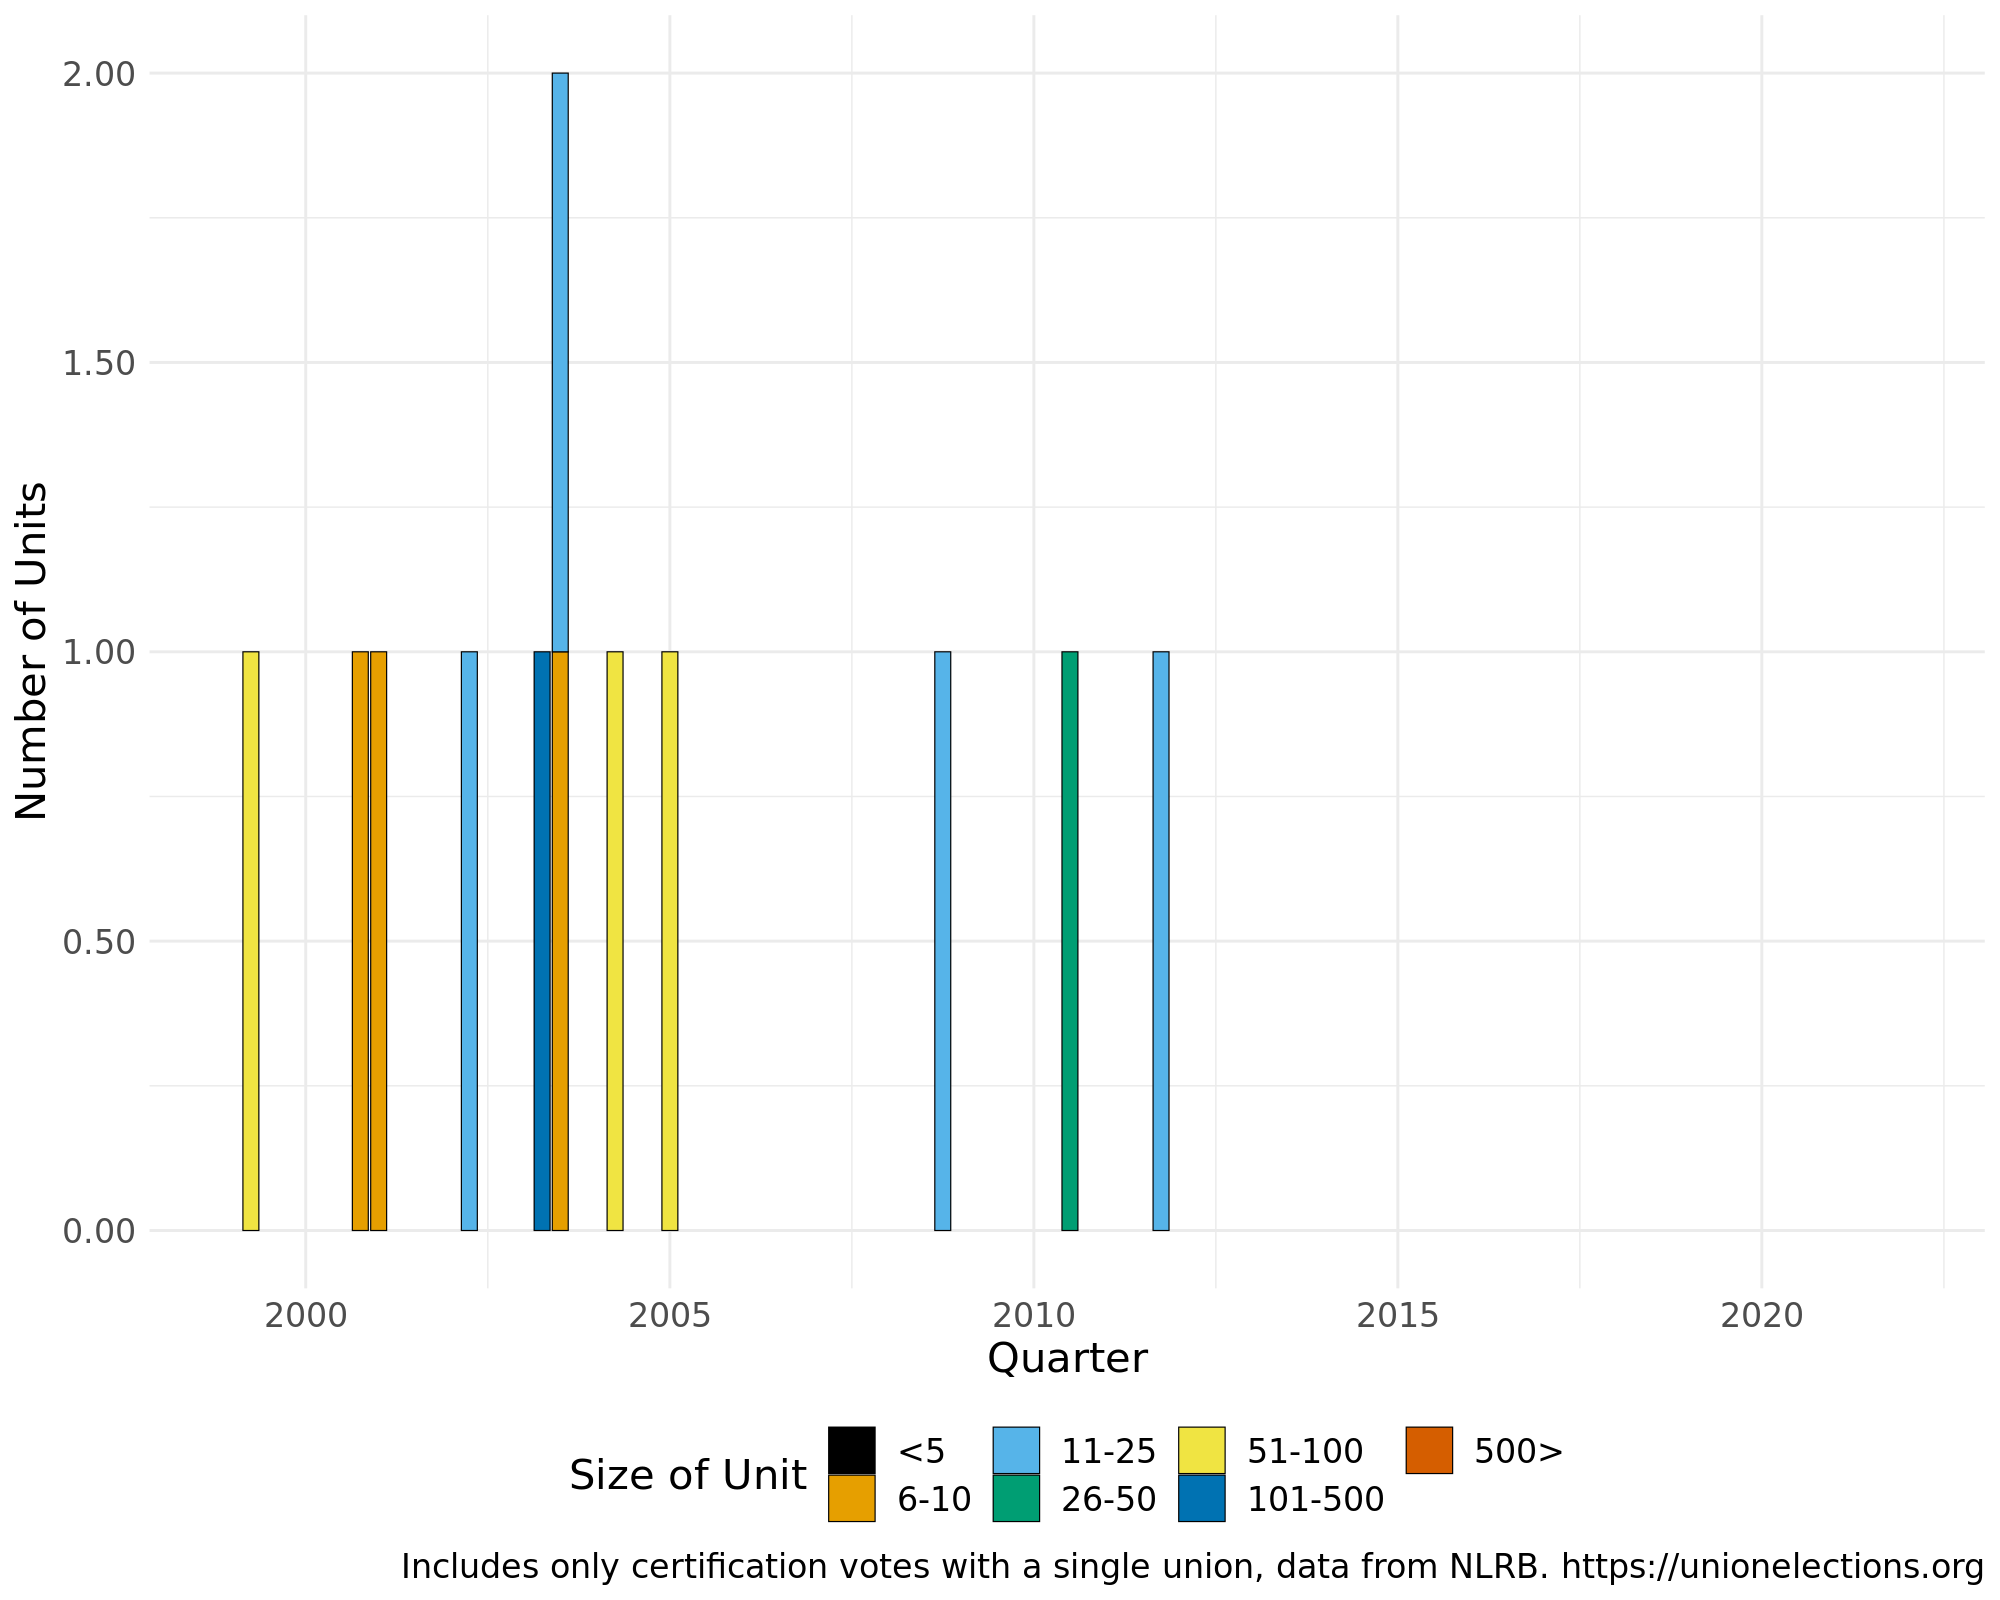 2.00
1.50
1.00
0.50
0.00
Number of Units
2000 2005 2010 2015 2020
Quarter
Size of Unit
<5 11-25 51-100 500>
6-10 26-50 101-500
Includes only certification votes with a single union, data from NLRB. https://unionelections.org